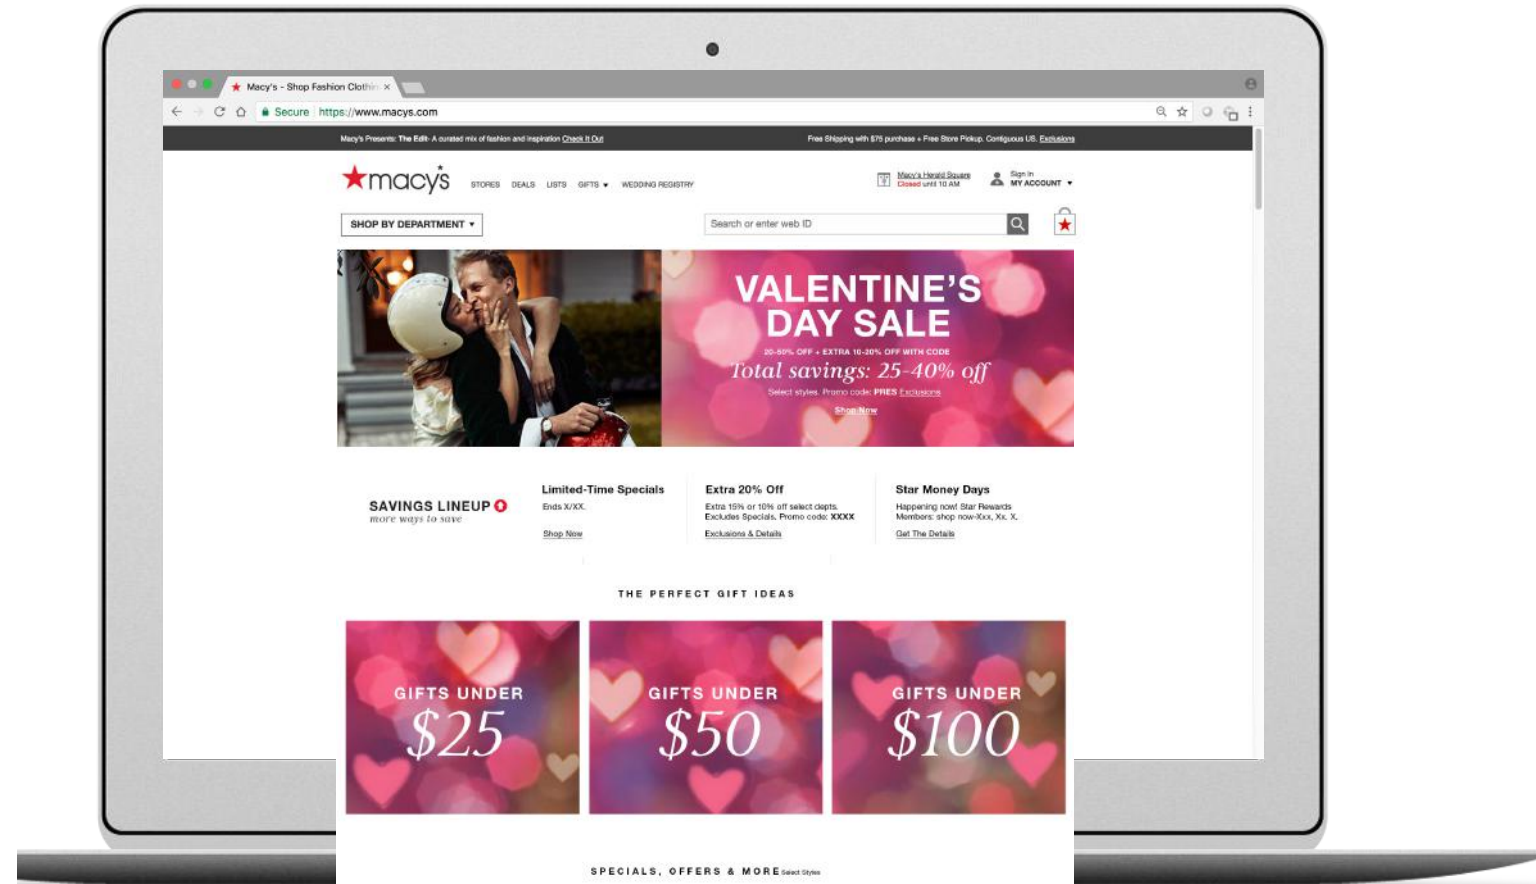 Macy's - Shop Fashion Clothin
Secure https://www.macys.com
Macy's Presents: The Edit- A curated mix of fashion and inspiration Check It Out
Free Shipping with $75 purchase + Free Store Pickup. Contiguous US. Exclusions
macy's
STORES DEALS LISTS GIFTS WEDDING REGISTRY
Macy's Herald Square
Closed until 10 AM
Sign In
MY ACCOUNT
SHOP BY DEPARTMENT
Search or enter web ID
VALENTINE'S
DAY SALE
20-50% OFF + EXTRA 10-20% OFF WITH CODE
Total savings: 25-40% off
Select styles. Promo code: PRES Exclusions
Shop Now
SAVINGS LINEUP
more ways to save
Limited-Time Specials
Ends X/XX.
Shop Now
Extra 20% Off
Extra 15% or 10% off select depts.
Excludes Specials. Promo code: XXXX
Exclusions & Details
Star Money Days
Happening now! Star Rewards
Members: shop now-Xxx, Xx. X.
Get The Details
THE PERFECT GIFT IDEAS
GIFTS UNDER
$25
GIFTS UNDER
$50
GIFTS UNDER
$100
SPECIALS, OFFERS & MORE Select Styles